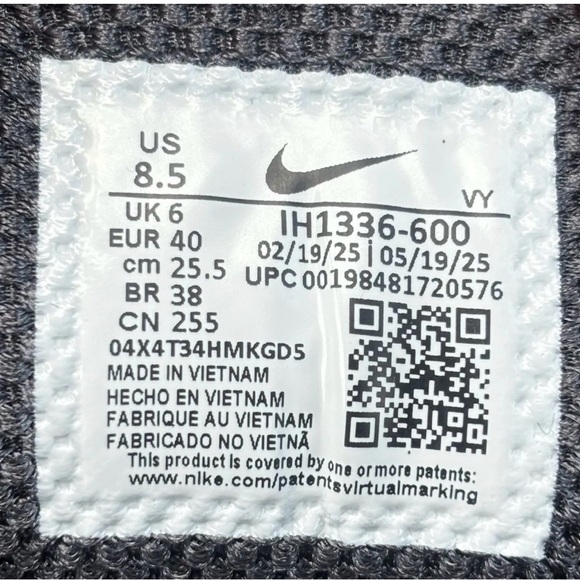 US
8.5
VY
UK 6
IH1336-600
EUR 40
02/19/25 | 05/19/25
cm 25.5
UPC 00198481720576
BR 38
CN 255
04X4T34HMKGD5
MADE IN VIETNAM
HECHO EN VIETNAM
FABRIQUE AU VIETNAM
FABRICADO NO VIETNÃ
This product is covered by one or more patents:
www.nike.com/patentsvirtualmarking